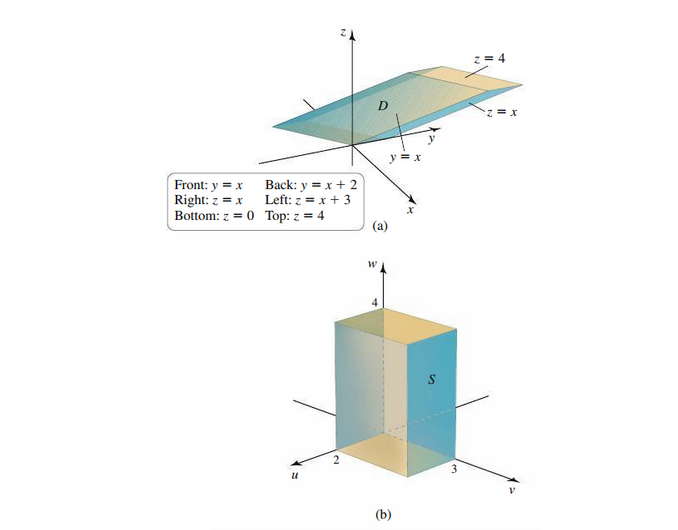 z
z = 4
D
z = x
y
y = x
Front: y = x Back: y = x + 2
Right: z = x Left: z = x + 3
Bottom: z = 0 Top: z = 4
x
(a)
w
4
S
2
3
u
v
(b)